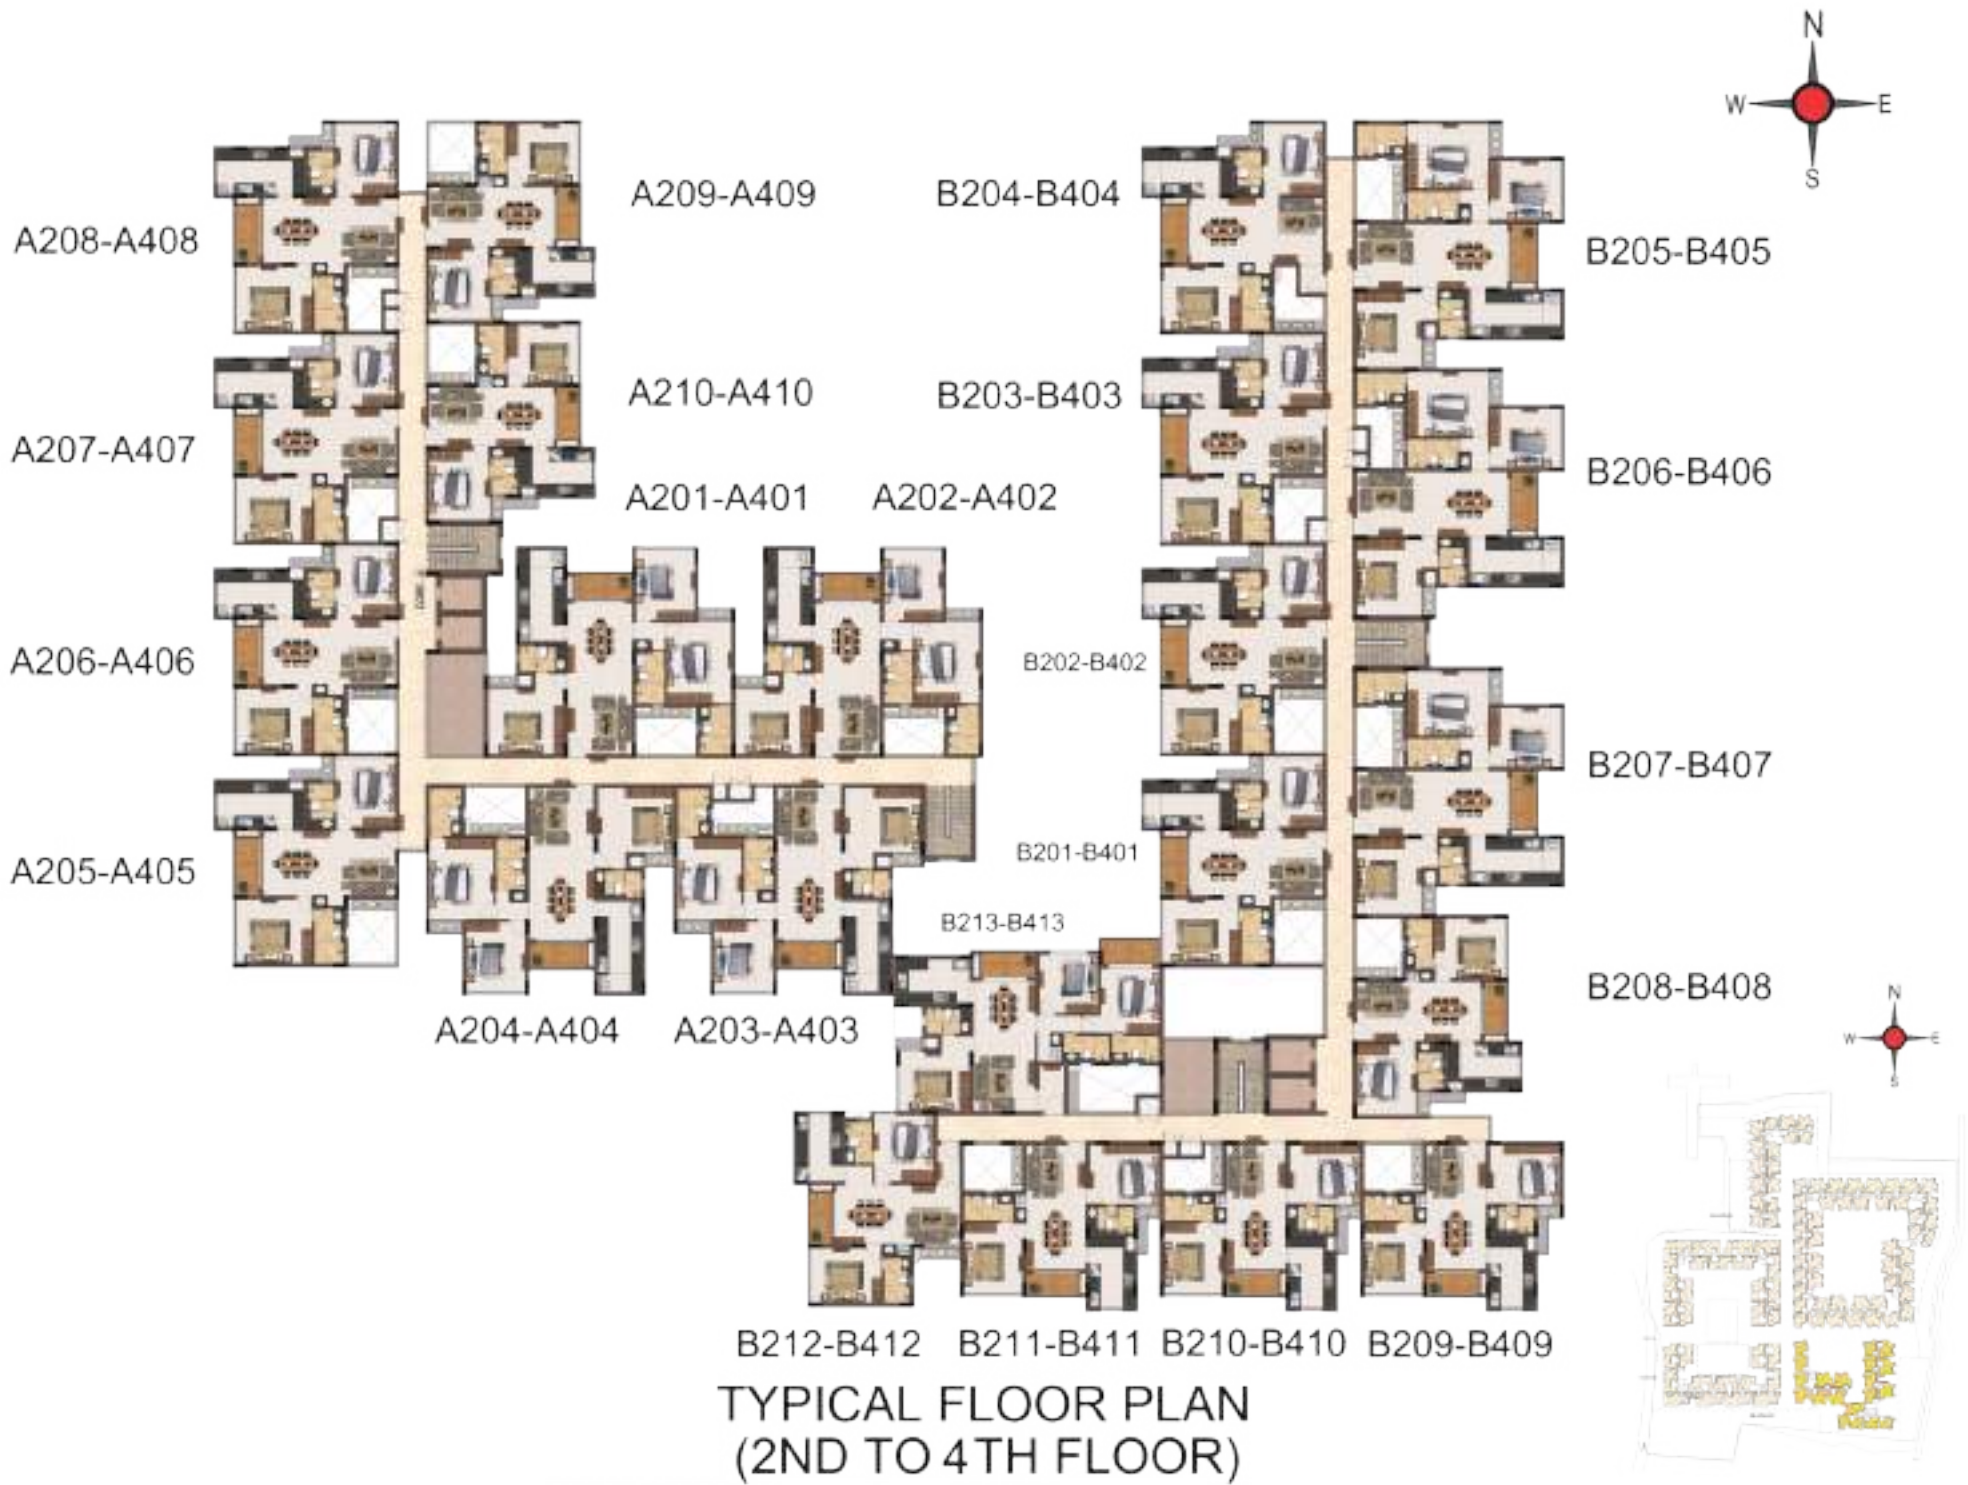 N
W E
S
A209-A409
B204-B404
A208-A408
B205-B405
A210-A410
B203-B403
A207-A407
B206-B406
A201-A401
A202-A402
A206-A406
B202-B402
B207-B407
A205-A405
B201-B401
B213-B413
B208-B408
A204-A404
A203-A403
N
W E
S
B212-B412
B211-B411
B210-B410
B209-B409
TYPICAL FLOOR PLAN
(2ND TO 4TH FLOOR)